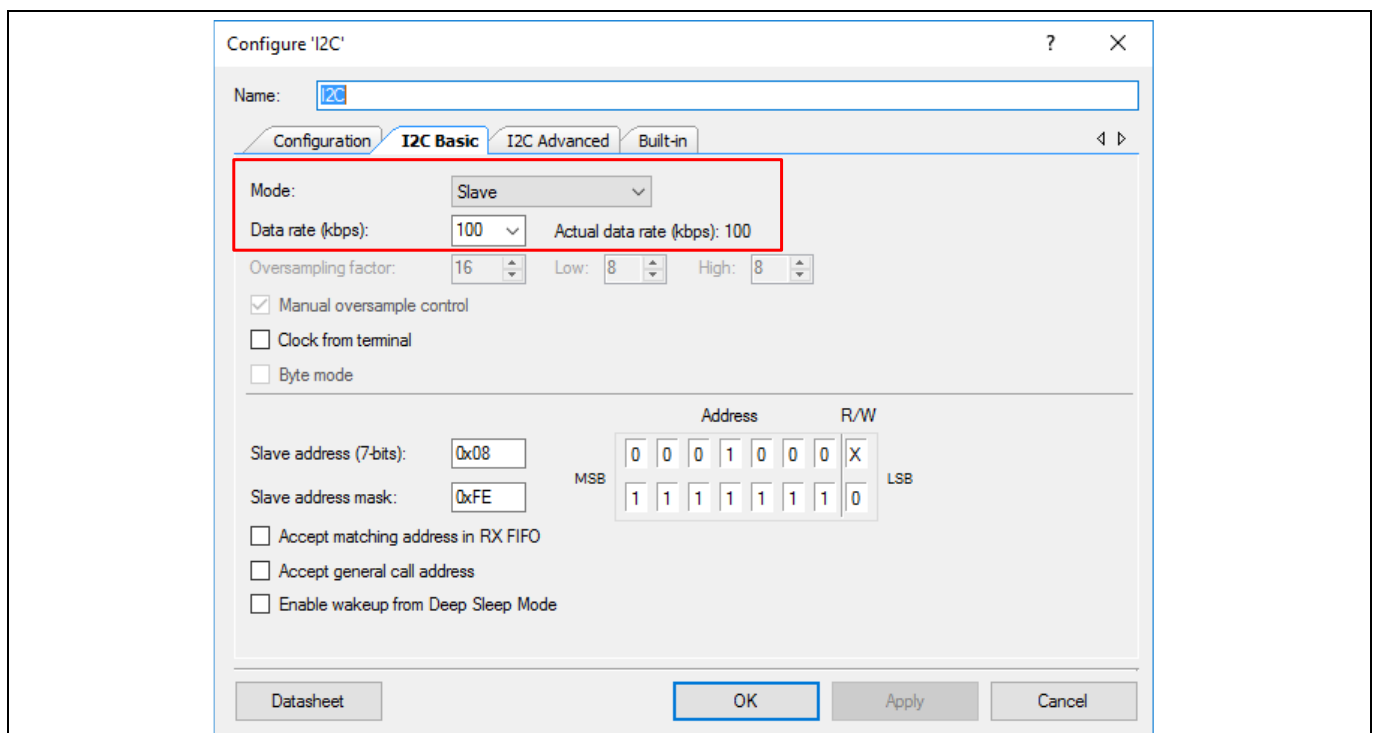 Configure 'I2C' ?
Name: I2C
Configuration I2C Basic I2C Advanced Built-in
Mode: Slave
Data rate (kbps): 100 Actual data rate (kbps): 100
Oversampling factor: 16 Low: 8 High: 8
Manual oversample control
Clock from terminal
Byte mode
Address R/W
Slave address (7-bits): 0x08 0 0 0 1 0 0 0 X
MSB LSB
Slave address mask: 0xFE 1 1 1 1 1 1 1 0
Accept matching address in RX FIFO
Accept general call address
Enable wakeup from Deep Sleep Mode
Datasheet OK Apply Cancel